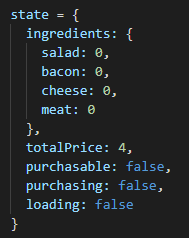 state = {
  ingredients: {
    salad: 0,
    bacon: 0,
    cheese: 0,
    meat: 0
  },
  totalPrice: 4,
  purchasable: false,
  purchasing: false,
  loading: false
}